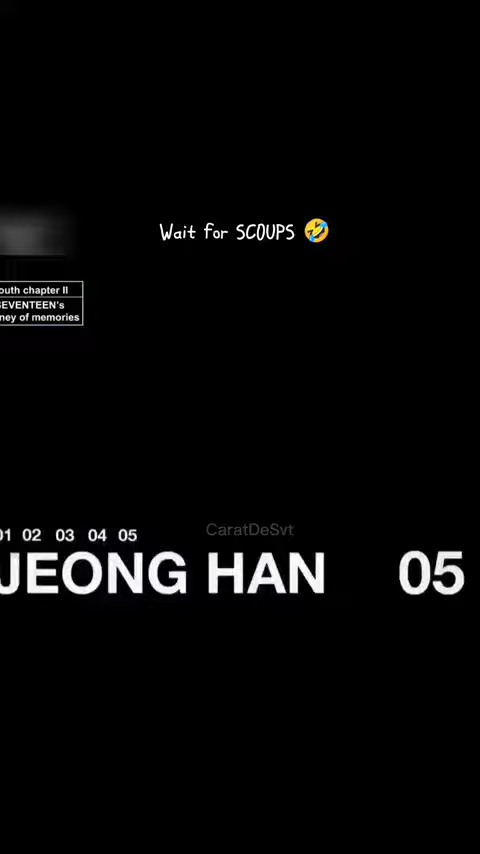 Wait for SCOUPS 🤣
outh chapter II
SEVENTEEN's
ney of memories
01 02 03 04 05
CaratDeSvt
JEONG HAN 05